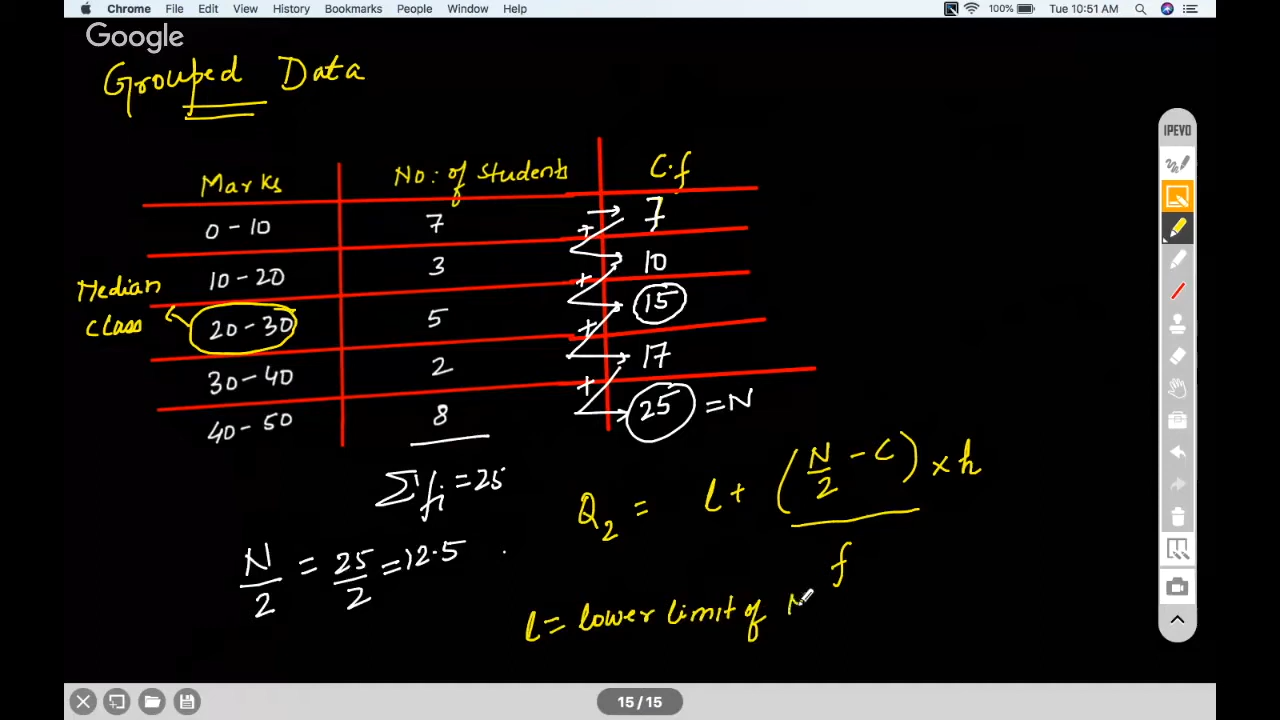 Chrome File Edit View History Bookmarks People Window Help 100% Tue 10:51 AM
Google
Grouped Data
IPEVO
Marks No: of students C.f
0-10 7 7
10-20 3 10
Median class
20-30 5 15
30-40 2 17
40-50 8 25 = N
Σfi = 25
Q2 = l + (N/2 - C) × h / f
N/2 = 25/2 = 12.5
l = lower limit of
15 / 15